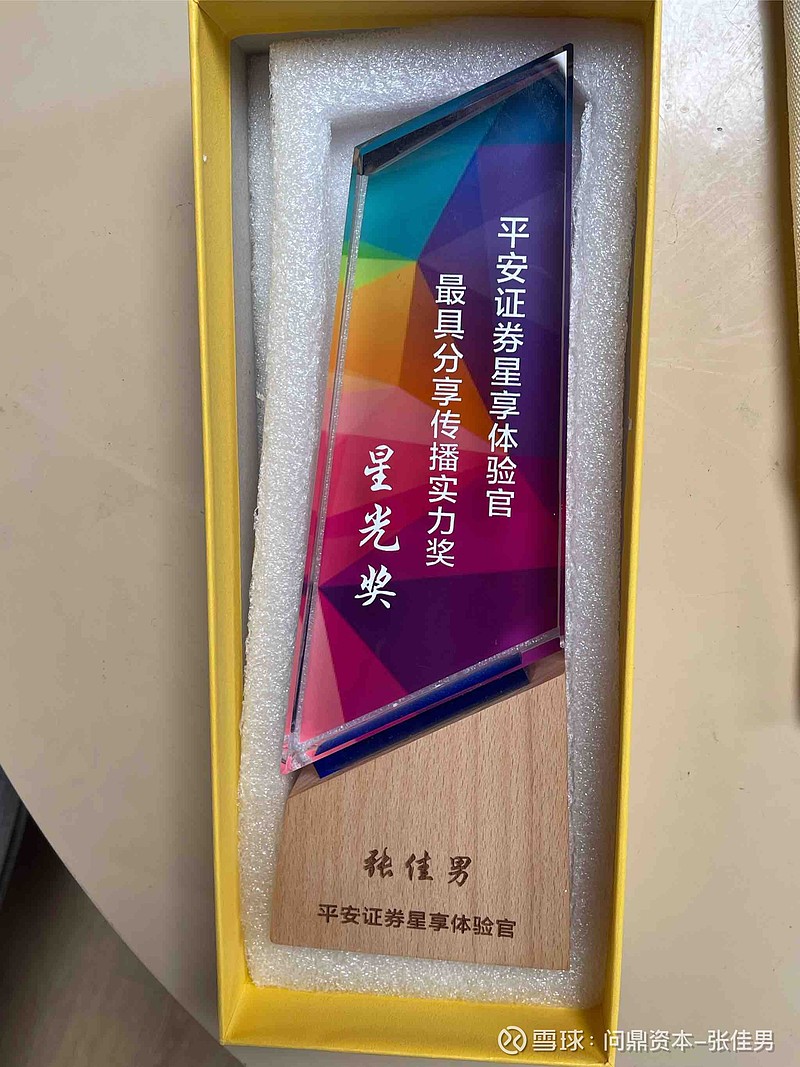 平安证券星享体验官
最具分享传播实力奖
星光奖
张佳男
平安证券星享体验官
雪球：问鼎资本-张佳男